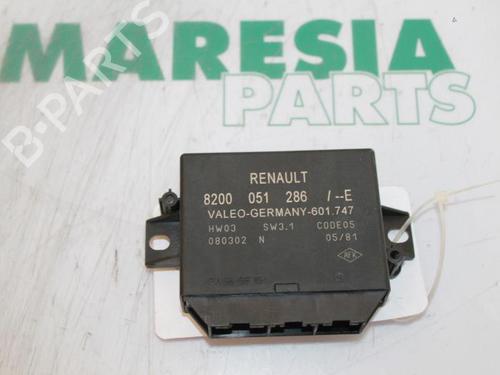 MARESIA
PARTS
B-PARTS
RENAULT
8200 051 286 /--E
VALEO-GERMANY-601.747
HW03 SW3.1 CODE05
080302 N 05/81